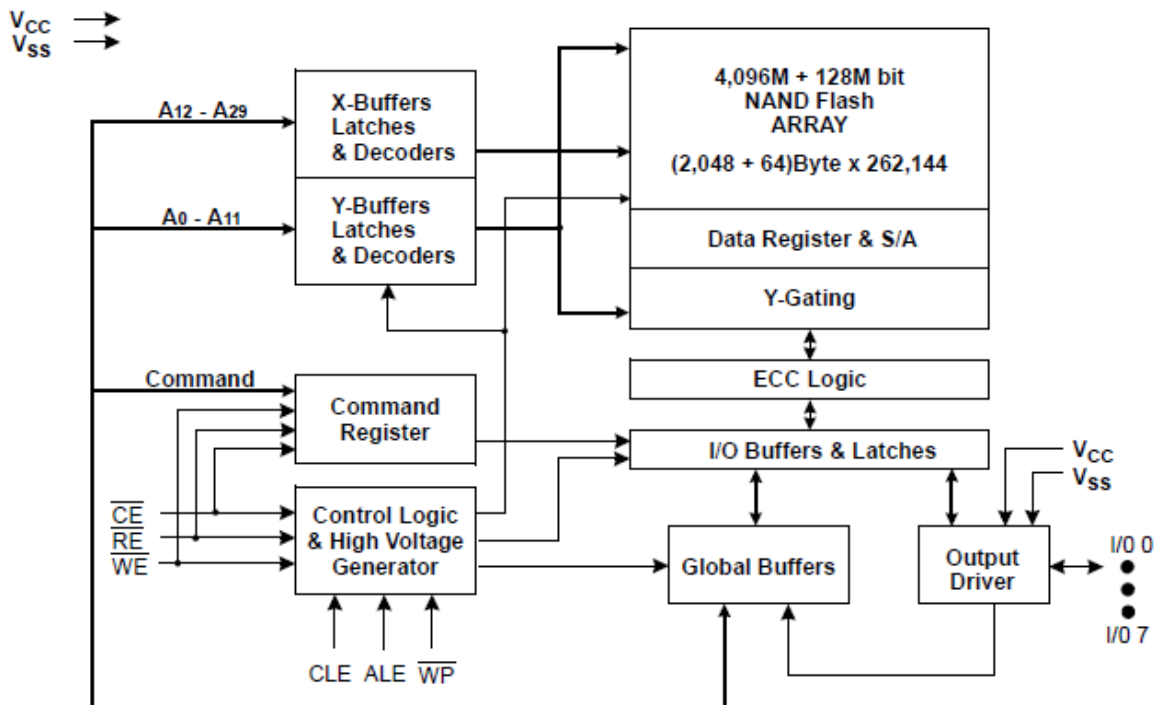 VCC
VSS
A12 - A29
X-Buffers
Latches
& Decoders
A0 - A11
Y-Buffers
Latches
& Decoders
4,096M + 128M bit
NAND Flash
ARRAY
(2,048 + 64)Byte x 262,144
Data Register & S/A
Y-Gating
ECC Logic
Command
Command
Register
I/O Buffers & Latches
VCC
VSS
CE
RE
WE
Control Logic
& High Voltage
Generator
Global Buffers
Output
Driver
I/0 0
I/0 7
CLE ALE WP